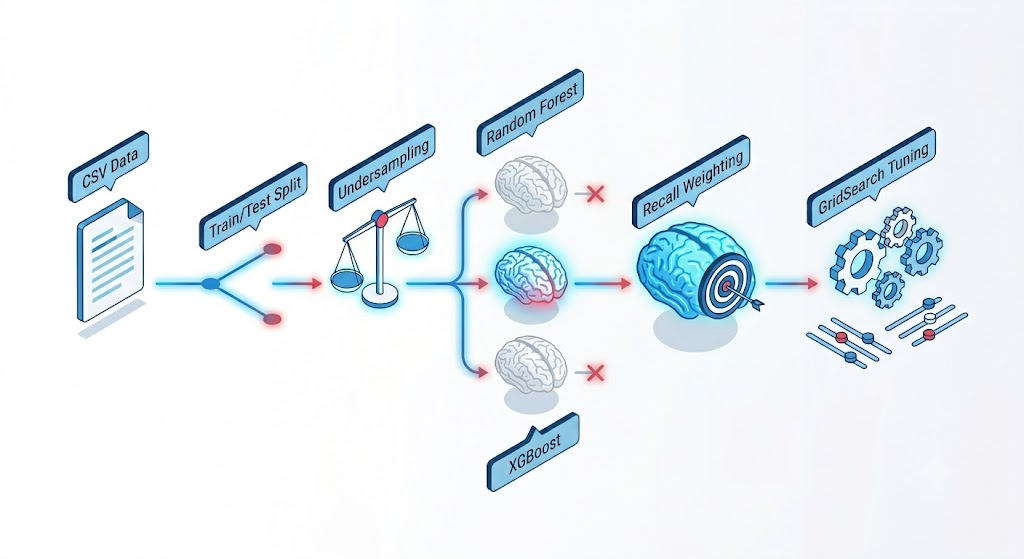 CSV Data
Train/Test Split
Undersampling
Random Forest
XGBoost
Recall Weighting
GridSearch Tuning